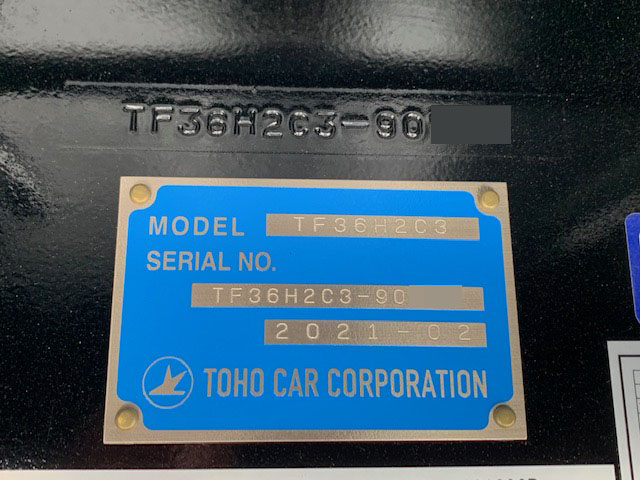 TF36H2C3-90
MODEL TF36H2C3
SERIAL NO.
TF36H2C3-90
2021-02
TOHO CAR CORPORATION